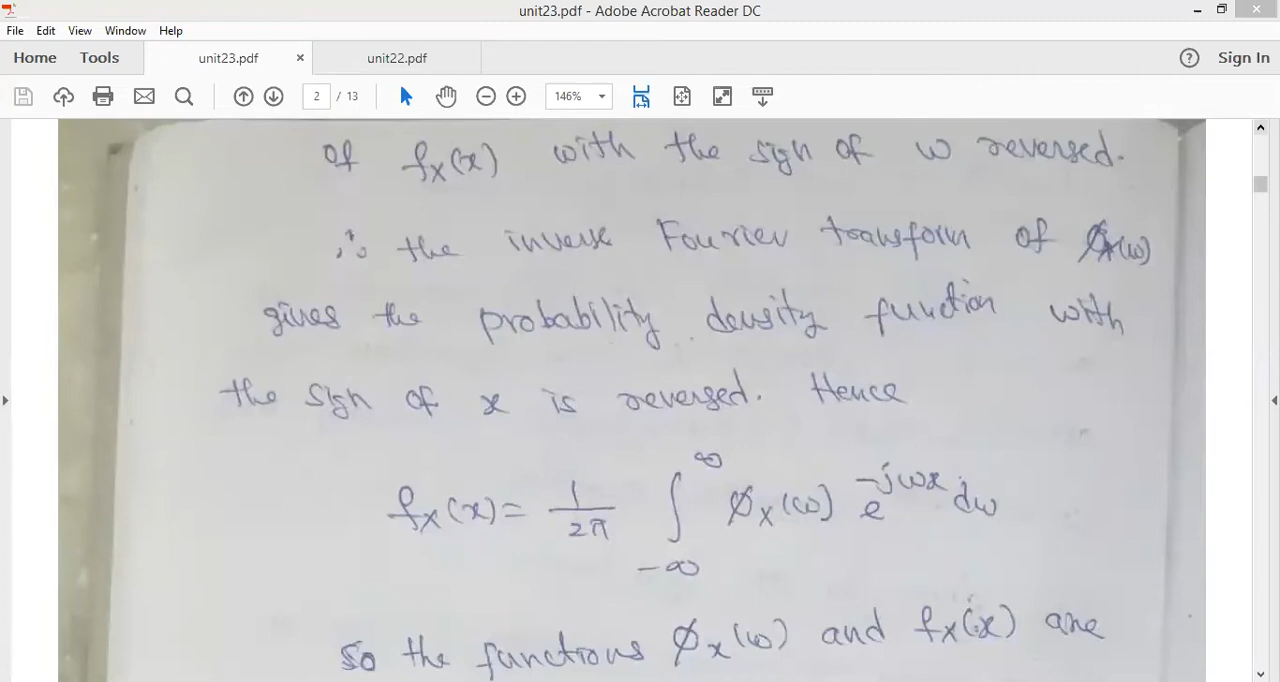 unit23.pdf - Adobe Acrobat Reader DC
File Edit View Window Help
Home Tools unit23.pdf × unit22.pdf ? Sign In
2 / 13 146%
of fₓ(x) with the sign of ω reversed.
∴ the inverse Fourier transform of ϕₓ(ω)
gives the probability density function with
the sign of x is reversed. Hence
fₓ(x) = 1/2π ∫_{-∞}^{∞} ϕₓ(ω) e^{-jωx} dω
So the functions ϕₓ(ω) and fₓ(x) are